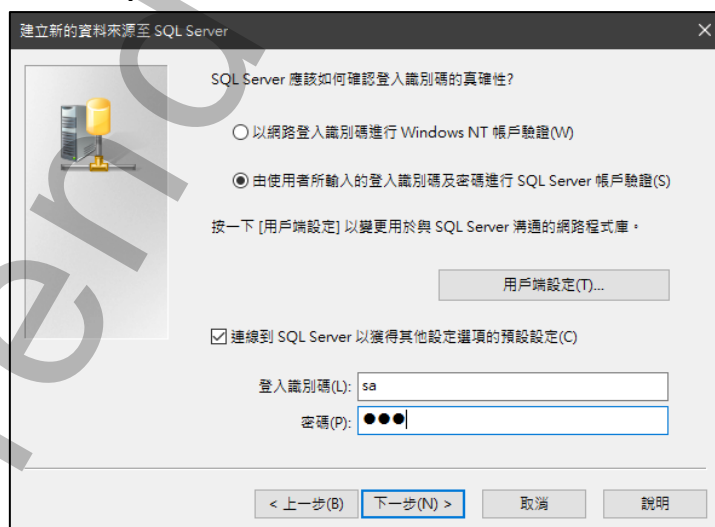 建立新的資料來源至 SQL Server
SQL Server 應該如何確認登入識別碼的真確性?
以網路登入識別碼進行 Windows NT 帳戶驗證(W)
由使用者所輸入的登入識別碼及密碼進行 SQL Server 帳戶驗證(S)
按一下 [用戶端設定] 以變更用於與 SQL Server 溝通的網路程式庫。
用戶端設定(T)...
連線到 SQL Server 以獲得其他設定選項的預設設定(C)
登入識別碼(L): sa
密碼(P): ●●●
< 上一步(B) 下一步(N) > 取消 說明